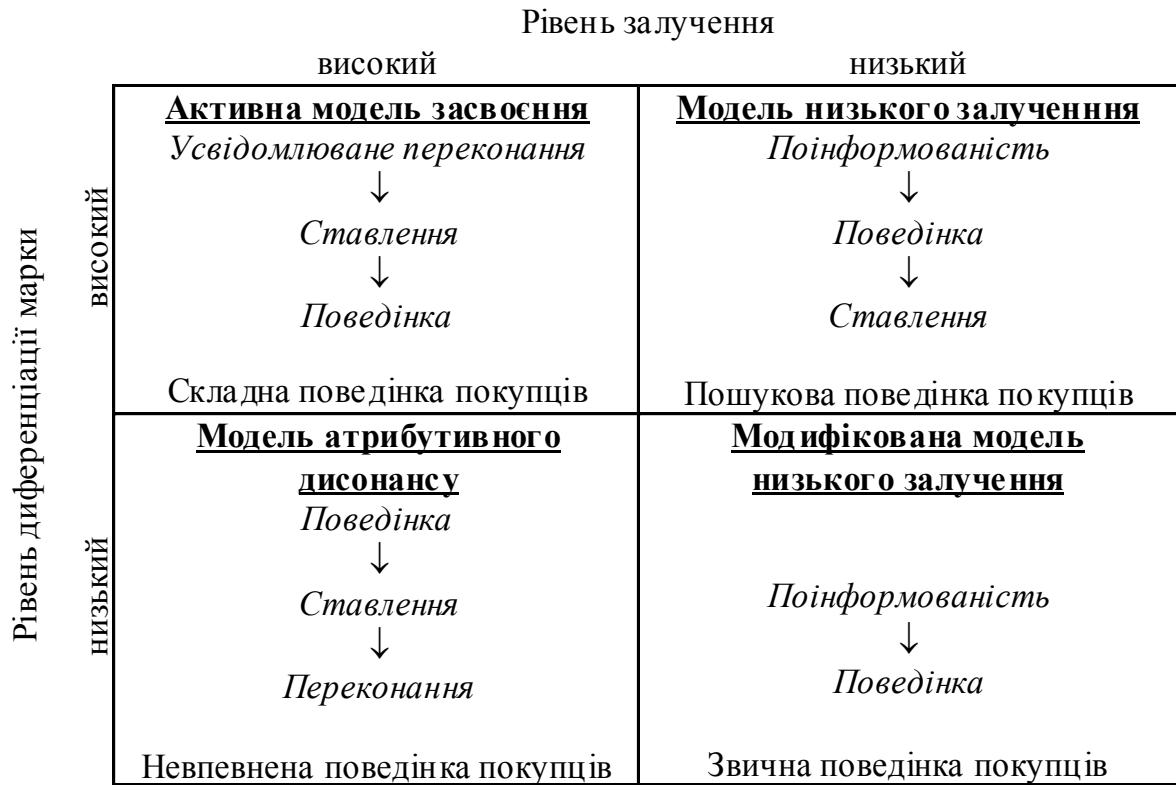 Рівень залучення
високий
низький
Рівень диференціації марки
високий
Активна модель засвоєння
Усвідомлюване переконання
↓
Ставлення
↓
Поведінка
Складна поведінка покупців
Модель низького залученння
Поінформованість
↓
Поведінка
↓
Ставлення
Пошукова поведінка покупців
низький
Модель атрибутивного
дисонансу
Поведінка
↓
Ставлення
↓
Переконання
Невпевнена поведінка покупців
Модифікована модель
низького залучення
Поінформованість
↓
Поведінка
Звична поведінка покупців